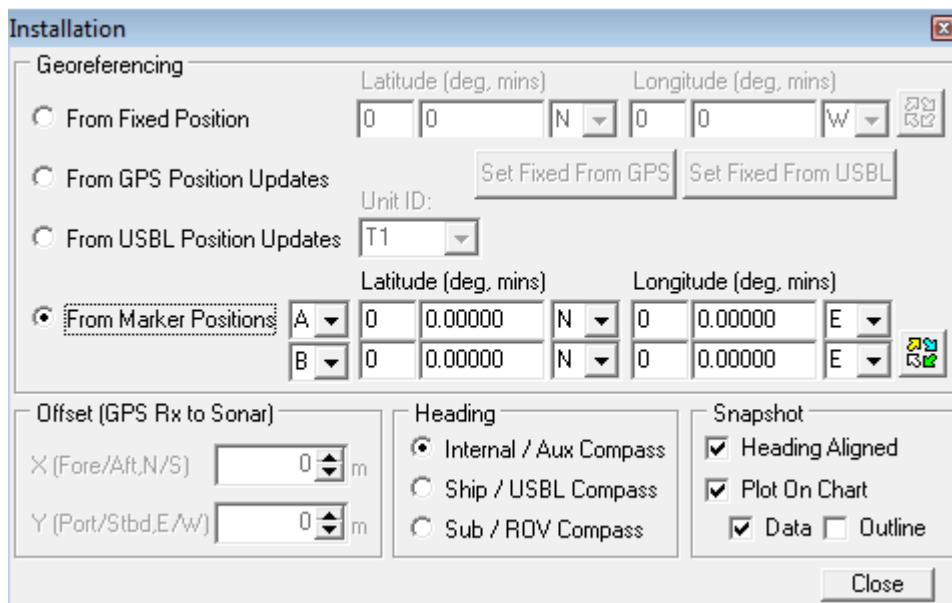 Installation
Georeferencing
Latitude (deg, mins) Longitude (deg, mins)
From Fixed Position 0 0 N 0 0 W
From GPS Position Updates Set Fixed From GPS Set Fixed From USBL
Unit ID:
From USBL Position Updates T1
Latitude (deg, mins) Longitude (deg, mins)
From Marker Positions A 0 0.00000 N 0 0.00000 E
B 0 0.00000 N 0 0.00000 E
Offset (GPS Rx to Sonar)
X (Fore/Aft,N/S) 0 m
Y (Port/Stbd,E/W) 0 m
Heading
Internal / Aux Compass
Ship / USBL Compass
Sub / ROV Compass
Snapshot
Heading Aligned
Plot On Chart
Data Outline
Close